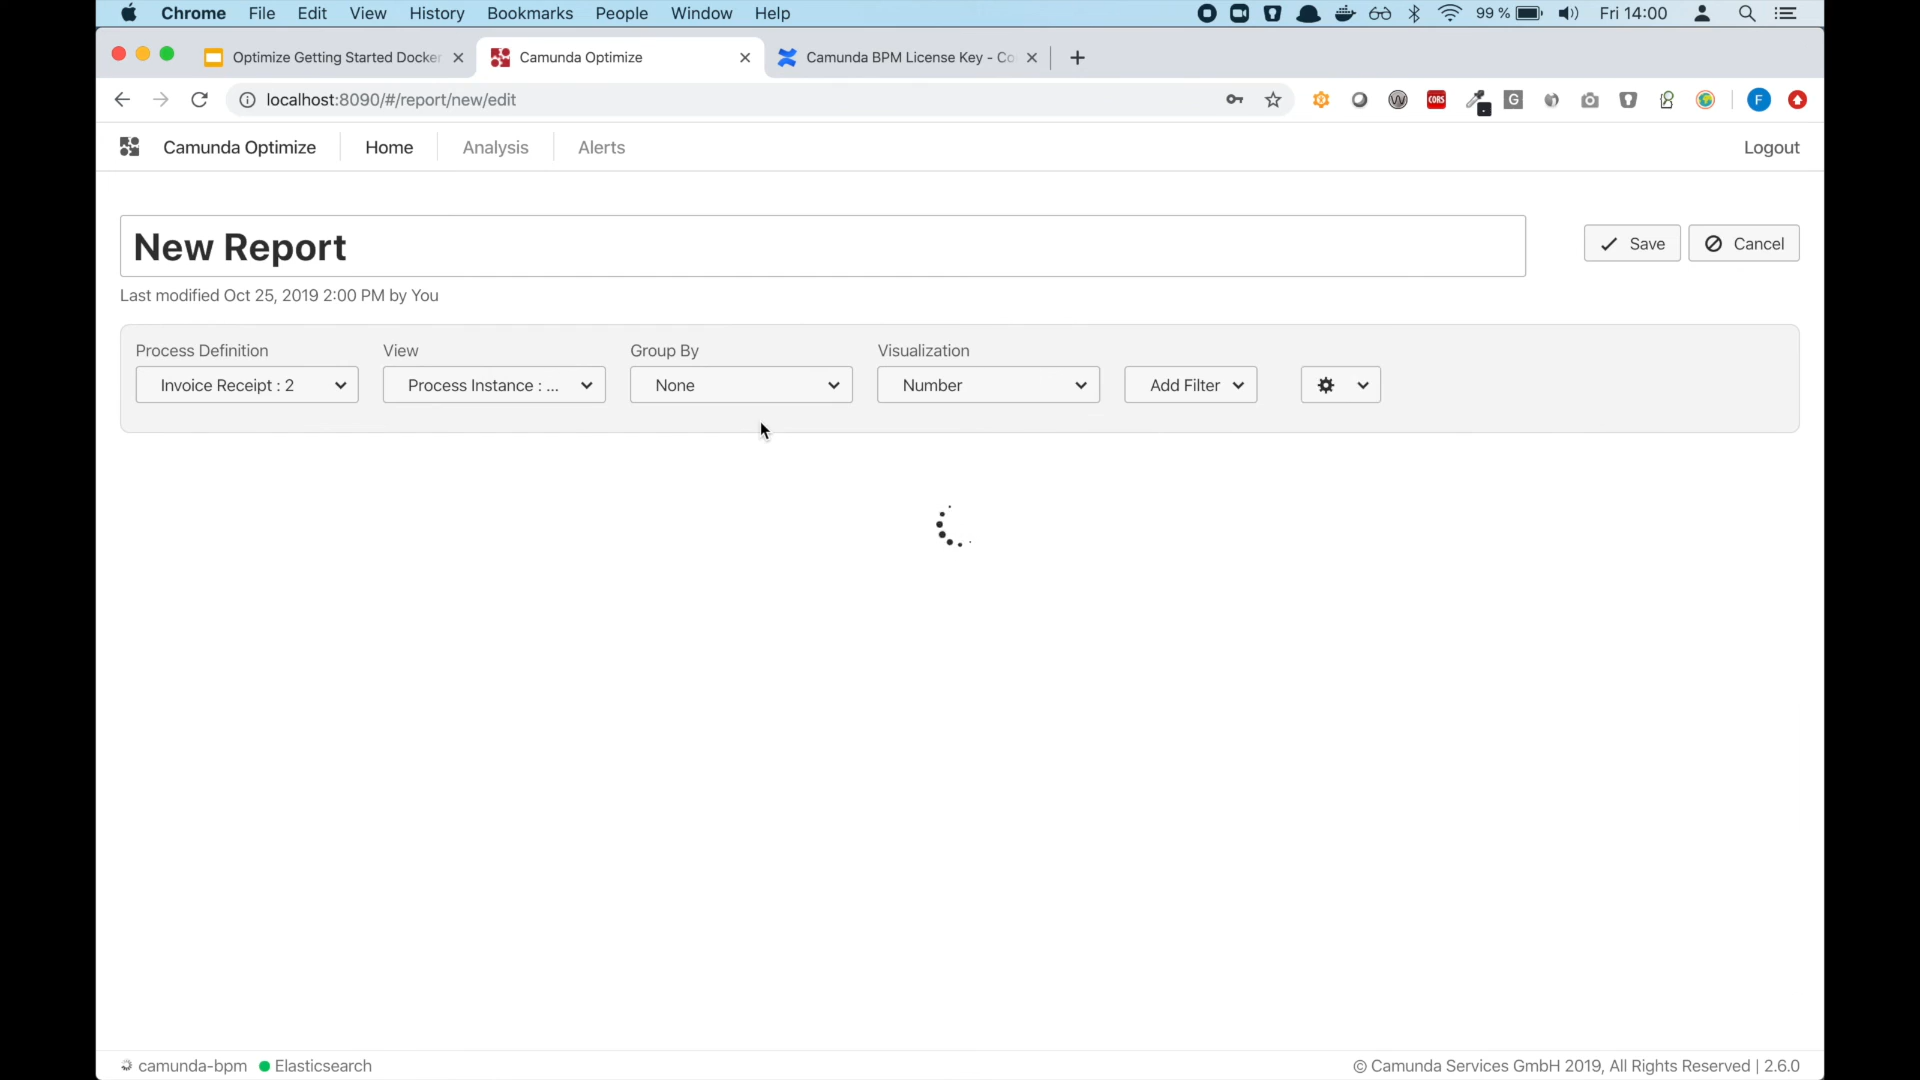 Chrome File Edit View History Bookmarks People Window Help 99 % Fri 14:00
Optimize Getting Started Docker Camunda Optimize Camunda BPM License Key - Co
localhost:8090/#/report/new/edit CORS G F
Camunda Optimize Home Analysis Alerts Logout
New Report Save Cancel
Last modified Oct 25, 2019 2:00 PM by You
Process Definition View Group By Visualization
Invoice Receipt : 2 Process Instance : ... None Number Add Filter
camunda-bpm Elasticsearch © Camunda Services GmbH 2019, All Rights Reserved | 2.6.0